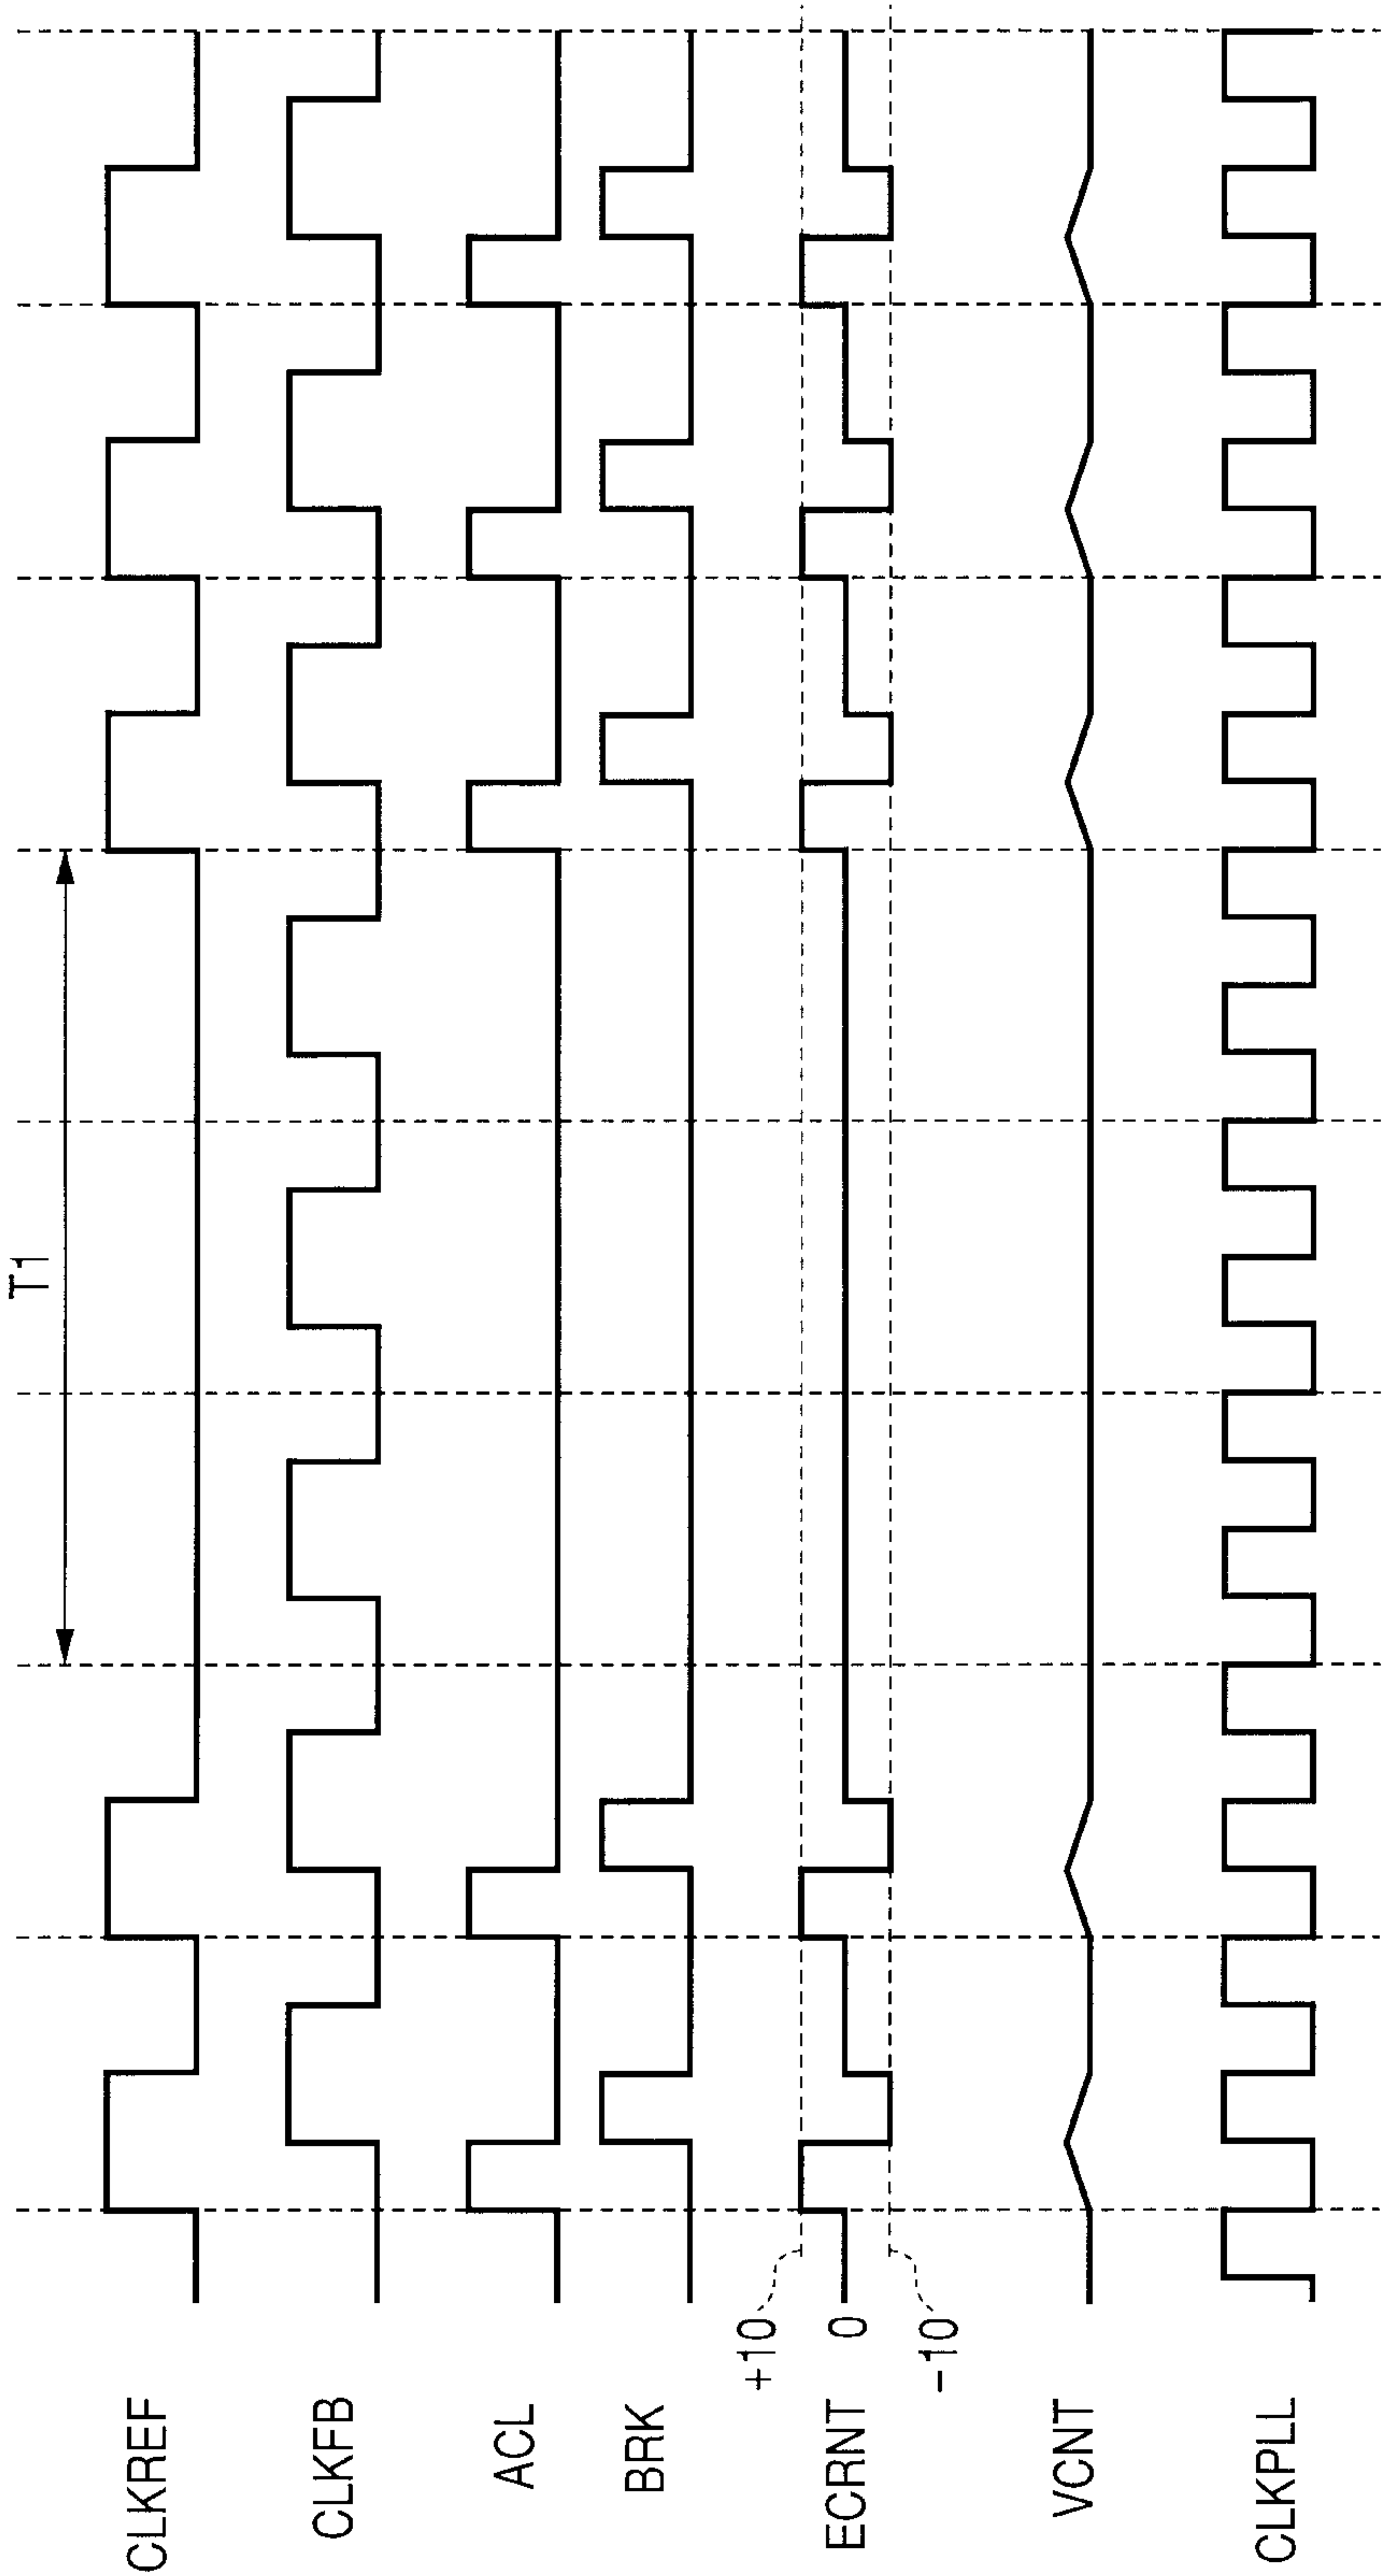 T1
CLKREF
CLKFB
ACL
BRK
+10
ECRNT 0
-10
VCNT
CLKPLL